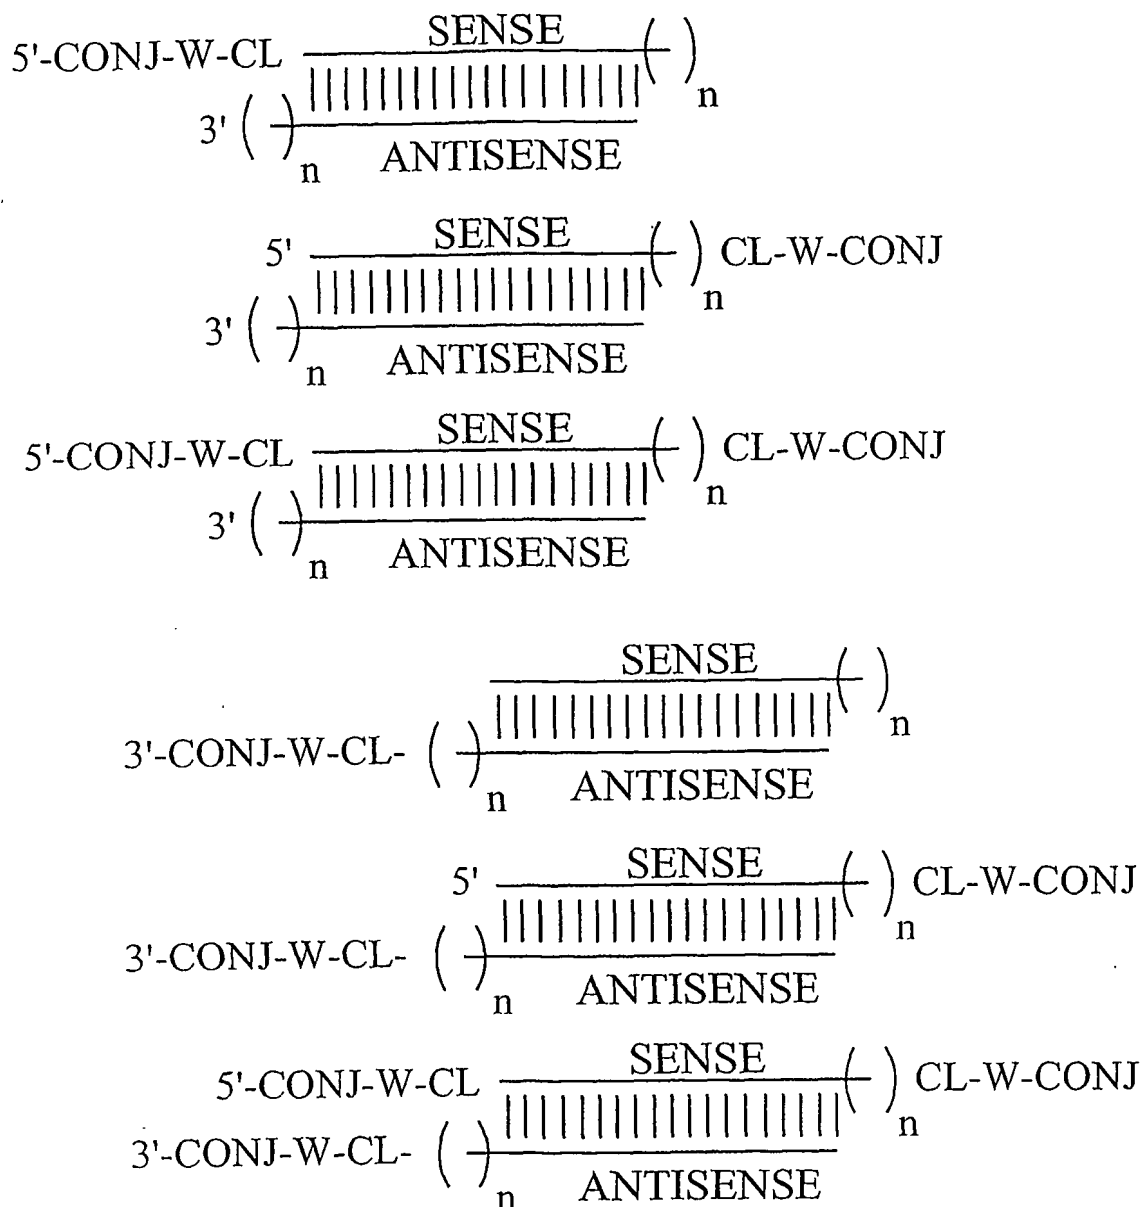 SENSE
5'-CONJ-W-CL ( )n
3' ( )n ANTISENSE
SENSE
5' ( )n CL-W-CONJ
3' ( )n ANTISENSE
SENSE
5'-CONJ-W-CL ( )n CL-W-CONJ
3' ( )n ANTISENSE
SENSE
( )n
3'-CONJ-W-CL- ( )n ANTISENSE
SENSE
5' ( )n CL-W-CONJ
3'-CONJ-W-CL- ( )n ANTISENSE
SENSE
5'-CONJ-W-CL ( )n CL-W-CONJ
3'-CONJ-W-CL- ( )n ANTISENSE